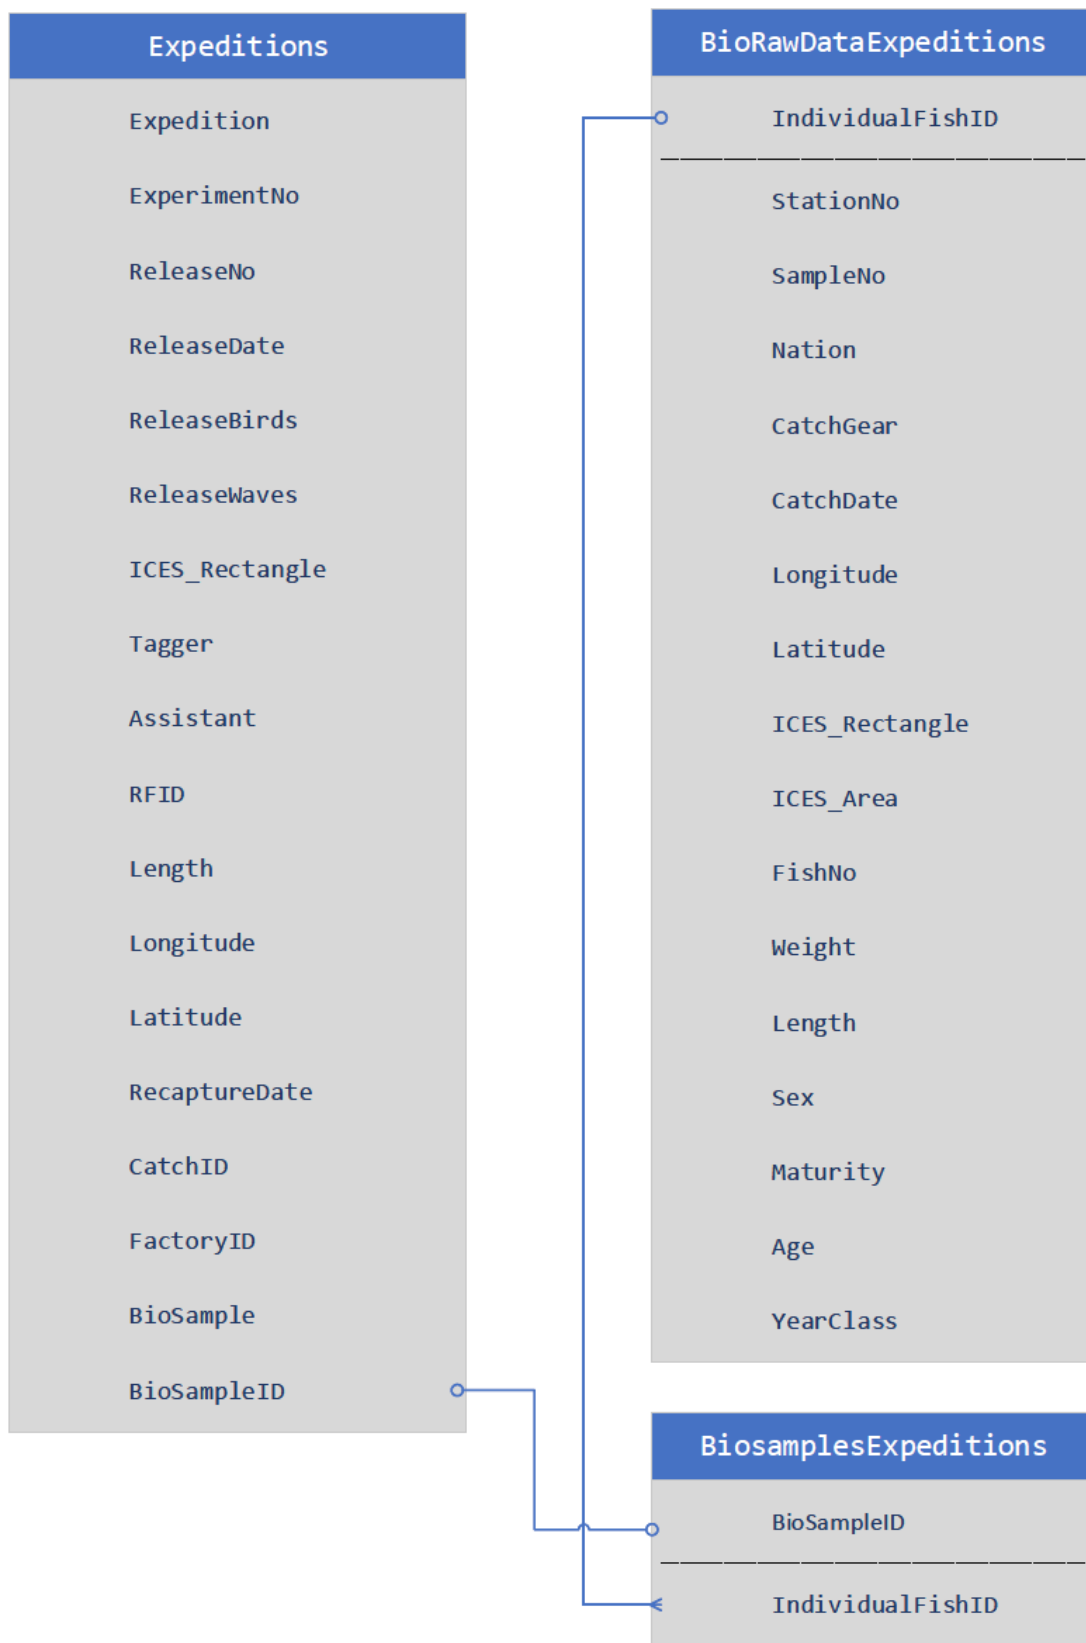 Expeditions
Expedition
ExperimentNo
ReleaseNo
ReleaseDate
ReleaseBirds
ReleaseWaves
ICES_Rectangle
Tagger
Assistant
RFID
Length
Longitude
Latitude
RecaptureDate
CatchID
FactoryID
BioSample
BioSampleID
BioRawDataExpeditions
IndividualFishID
StationNo
SampleNo
Nation
CatchGear
CatchDate
Longitude
Latitude
ICES_Rectangle
ICES_Area
FishNo
Weight
Length
Sex
Maturity
Age
YearClass
BiosamplesExpeditions
BioSampleID
IndividualFishID